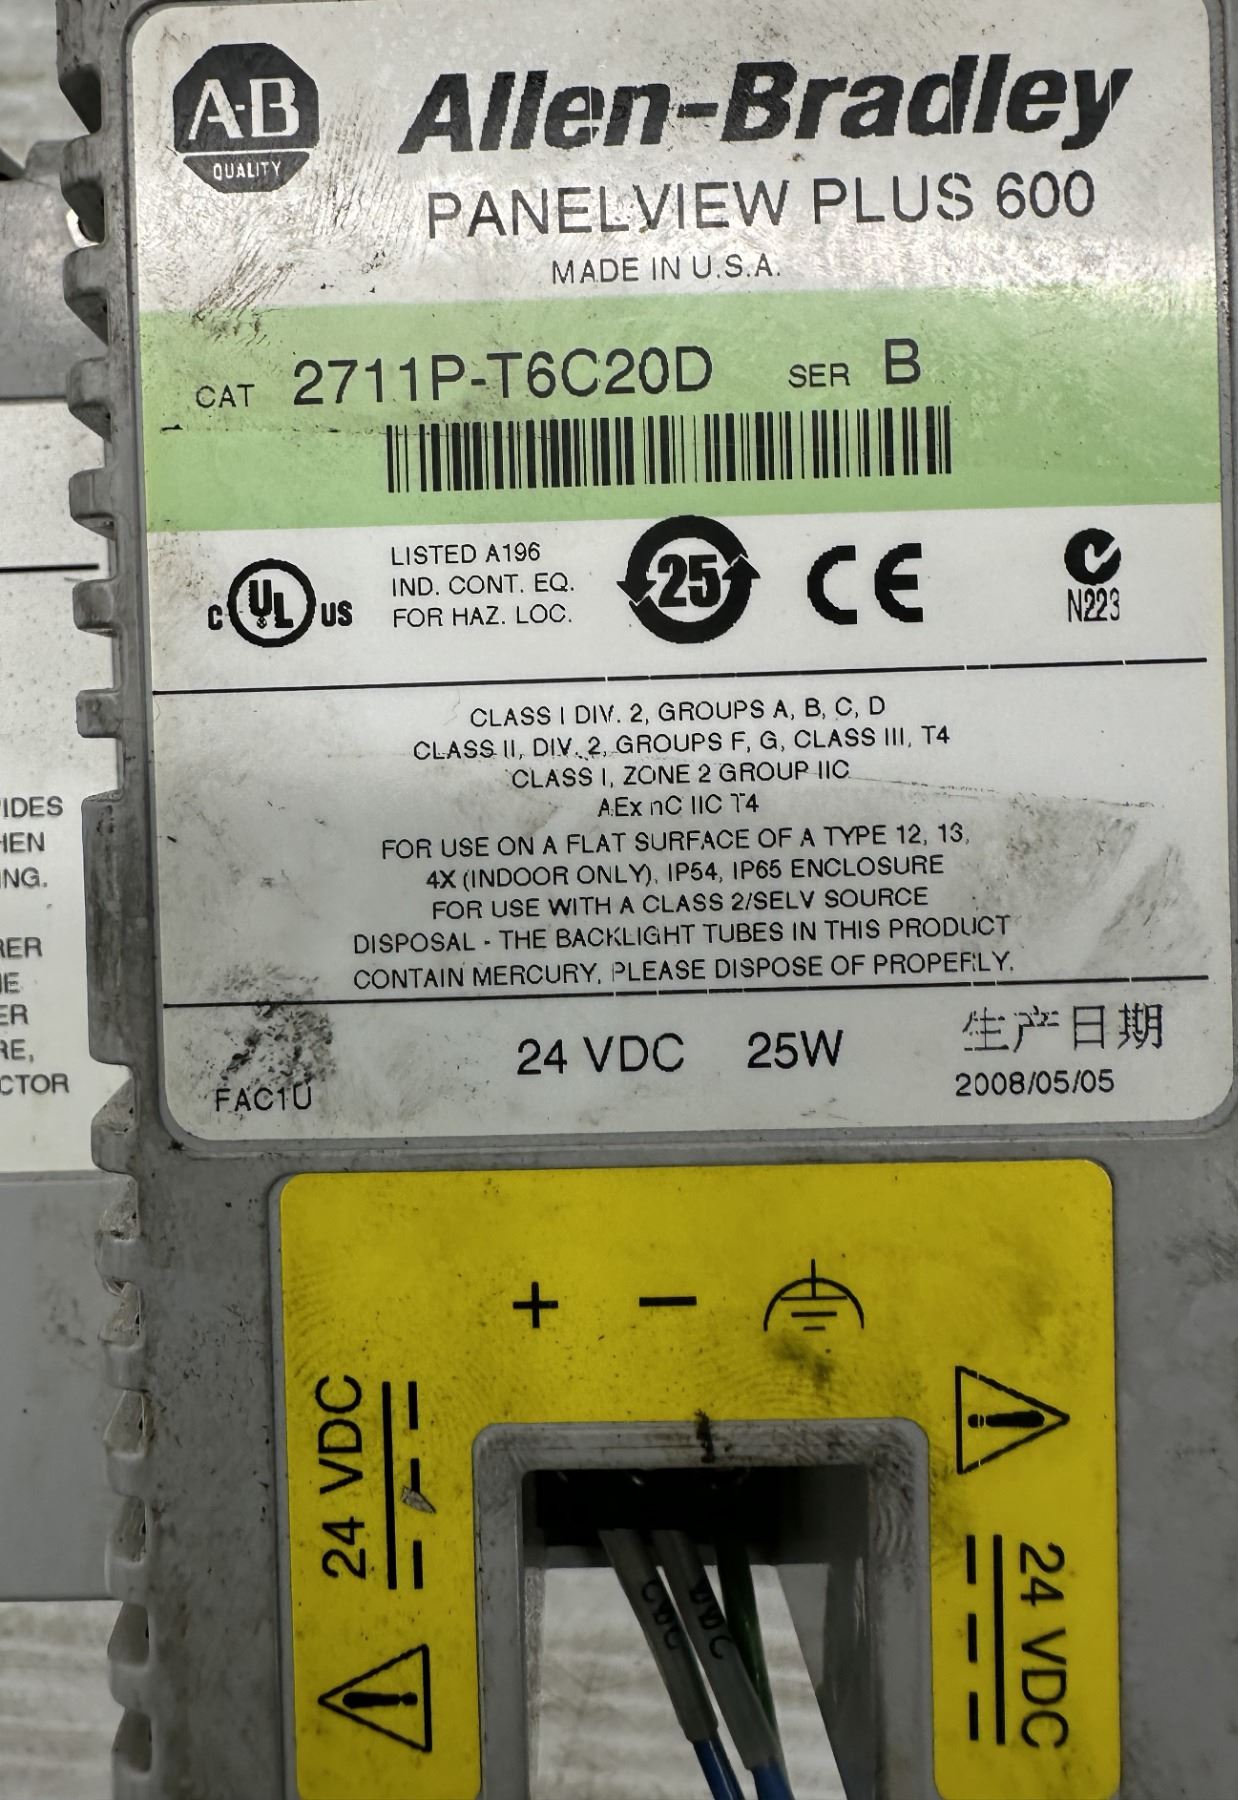 A-B
QUALITY
Allen-Bradley
PANELVIEW PLUS 600
MADE IN U.S.A.
CAT 2711P-T6C20D SER B
C UL US
LISTED A196
IND. CONT. EQ.
FOR HAZ. LOC.
25
CE
N223
CLASS I DIV. 2, GROUPS A, B, C, D
CLASS II, DIV. 2, GROUPS F, G, CLASS III, T4
CLASS I, ZONE 2 GROUP IIC
AEx nC IIC T4
FOR USE ON A FLAT SURFACE OF A TYPE 12, 13,
4X (INDOOR ONLY), IP54, IP65 ENCLOSURE
FOR USE WITH A CLASS 2/SELV SOURCE
DISPOSAL - THE BACKLIGHT TUBES IN THIS PRODUCT
CONTAIN MERCURY, PLEASE DISPOSE OF PROPERLY.
FAC1U
24 VDC 25W
生产日期
2008/05/05
+ −
24 VDC
24 VDC
IDES
HEN
ING.
RER
ER
RE,
CTOR